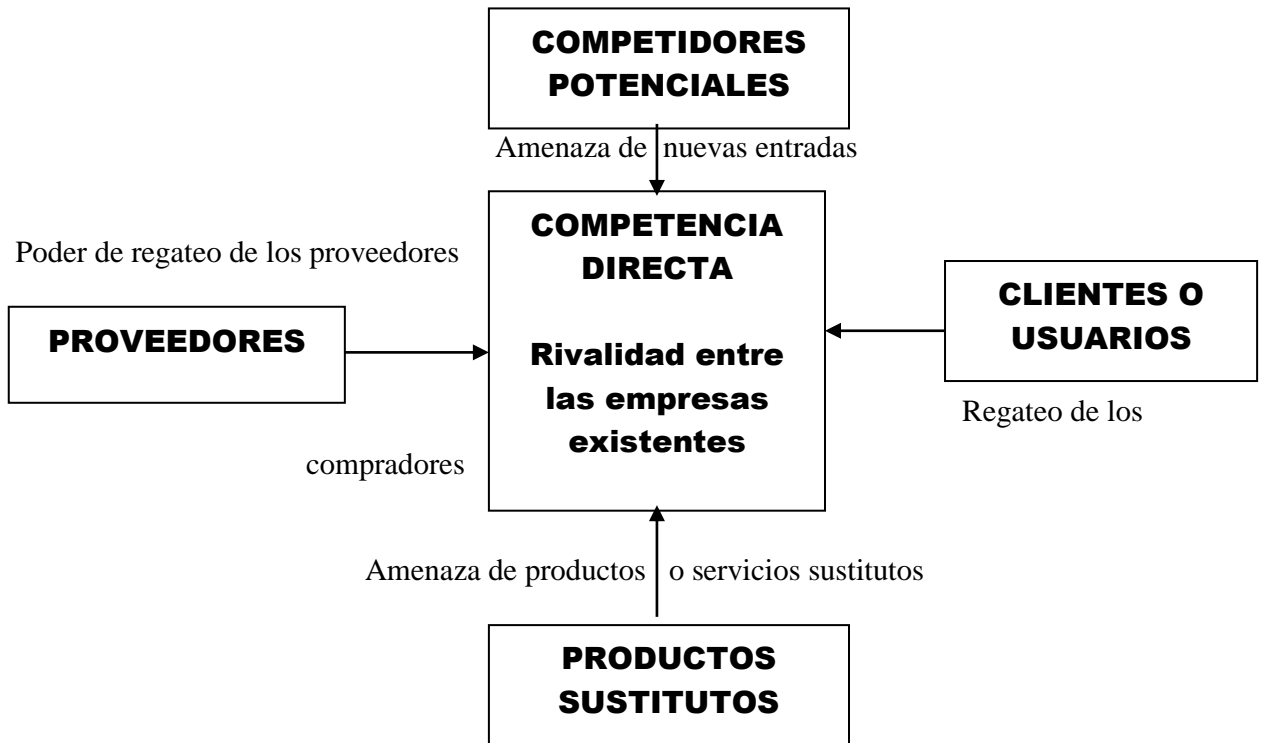 COMPETIDORES
POTENCIALES
Amenaza de nuevas entradas
COMPETENCIA
DIRECTA
Rivalidad entre
las empresas
existentes
Poder de regateo de los proveedores
PROVEEDORES
CLIENTES O
USUARIOS
Regateo de los
compradores
Amenaza de productos o servicios sustitutos
PRODUCTOS
SUSTITUTOS